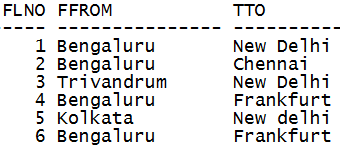 FLNO FFROM TTO
----- --------------- ----------
1 Bengaluru New Delhi
2 Bengaluru Chennai
3 Trivandrum New Delhi
4 Bengaluru Frankfurt
5 Kolkata New delhi
6 Bengaluru Frankfurt